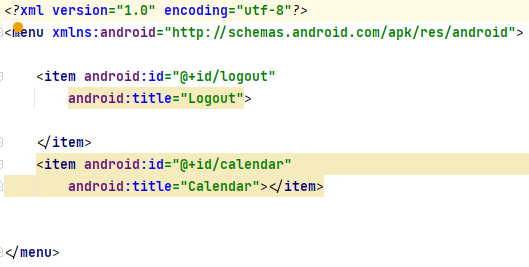 <?xml version="1.0" encoding="utf-8"?>
<menu xmlns:android="http://schemas.android.com/apk/res/android">
<item android:id="@+id/logout"
android:title="Logout">
</item>
<item android:id="@+id/calendar"
android:title="Calendar"></item>
</menu>